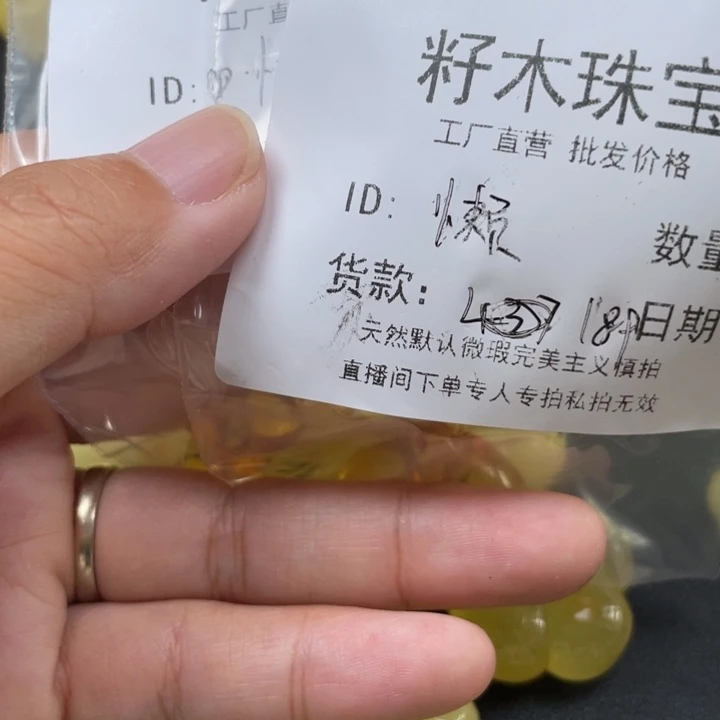 工厂直
ID:
籽木珠宝
工厂直营 批发价格
ID: 懒
数量
货款: 437 189 日期
天然默认微瑕完美主义慎拍
直播间下单专人专拍私拍无效